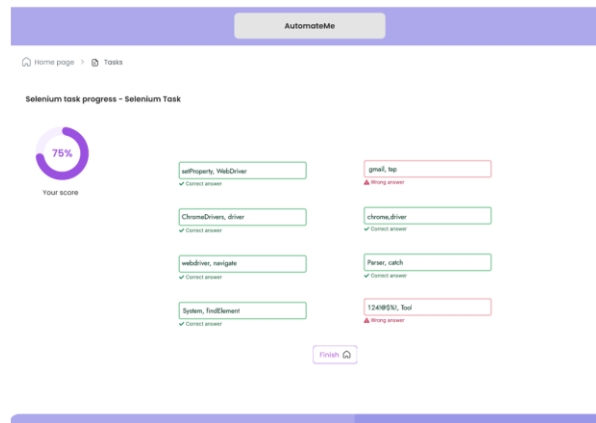 AutomateMe
Home page > Tasks
Selenium task progress - Selenium Task
75%
Your score
setProperty, WebDriver
Correct answer
gmail, tap
Wrong answer
ChromeDrivers, driver
Correct answer
chrome,driver
Correct answer
webdriver, navigate
Correct answer
Parser, catch
Correct answer
System, findElement
Correct answer
Tool
Wrong answer
Finish